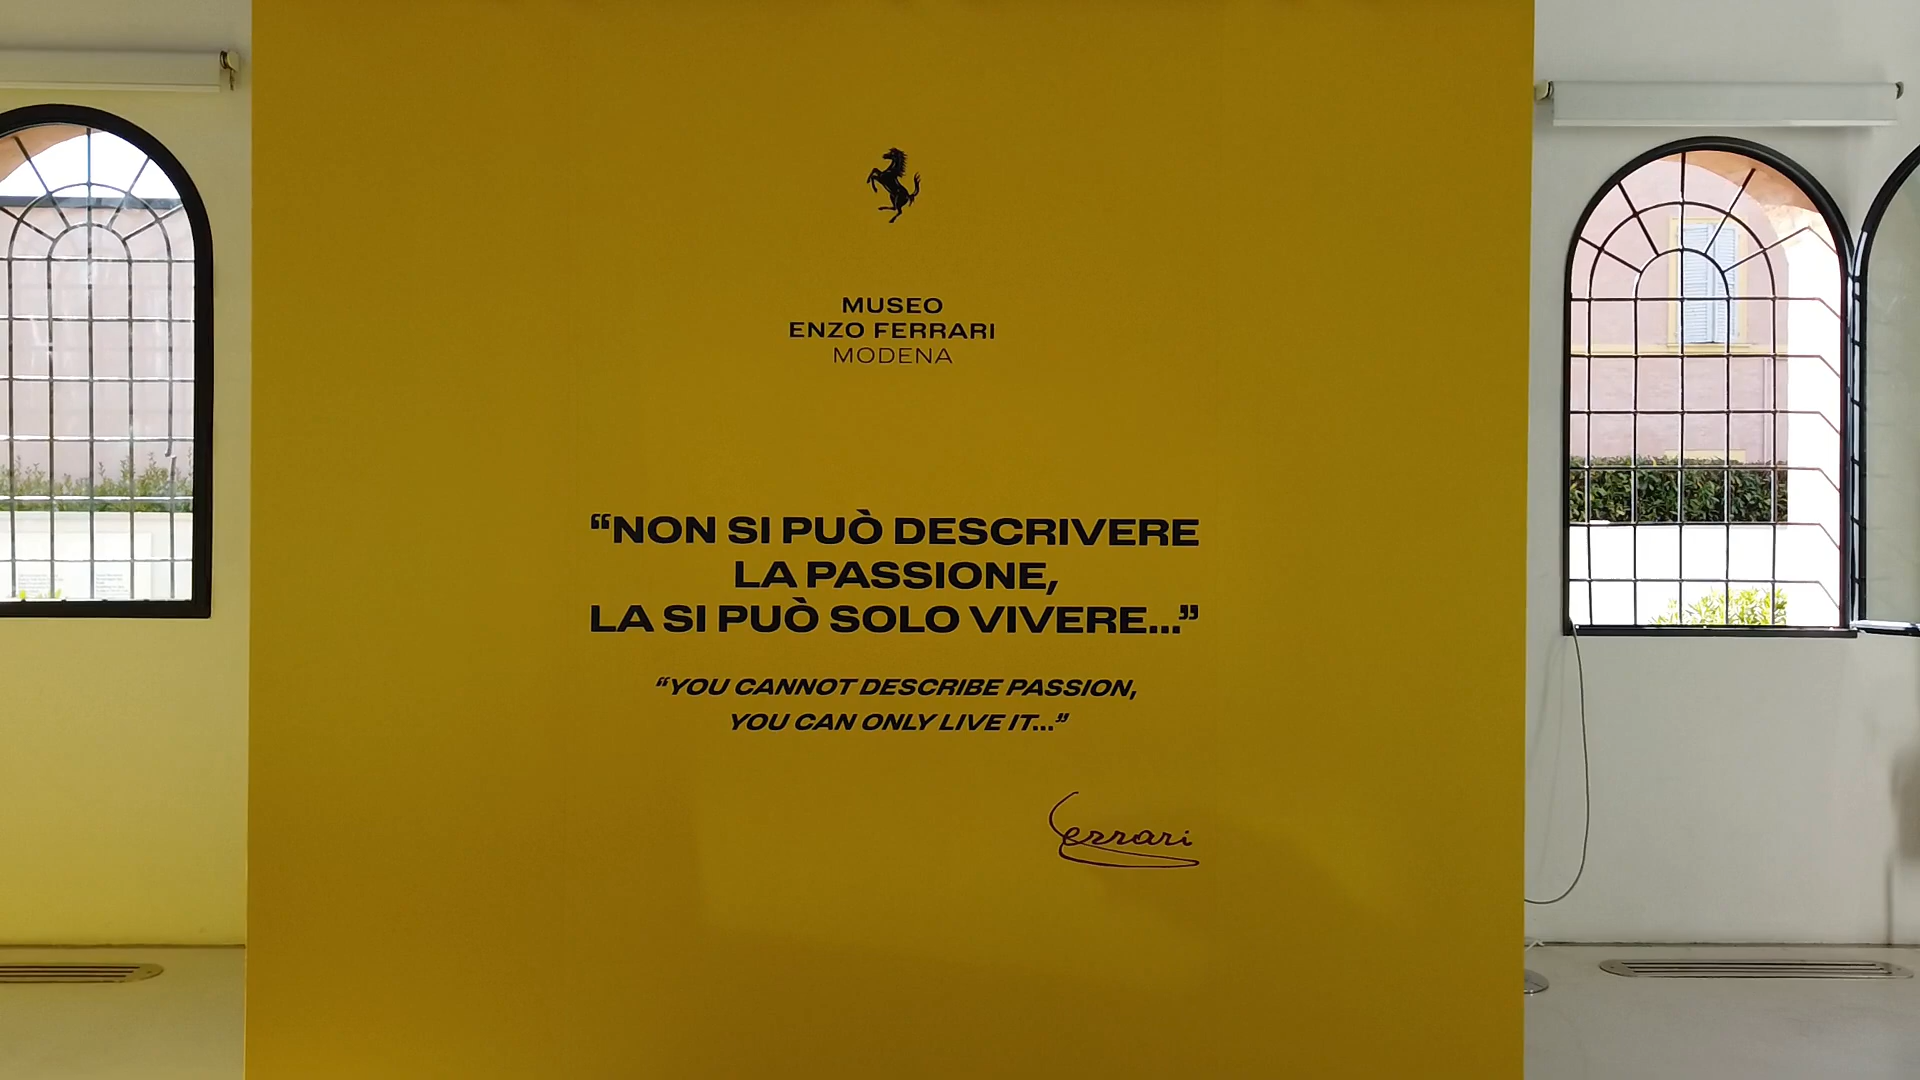 MUSEO
ENZO FERRARI
MODENA
“NON SI PUÒ DESCRIVERE
LA PASSIONE,
LA SI PUÒ SOLO VIVERE...”
“YOU CANNOT DESCRIBE PASSION,
YOU CAN ONLY LIVE IT...”
Ferrari